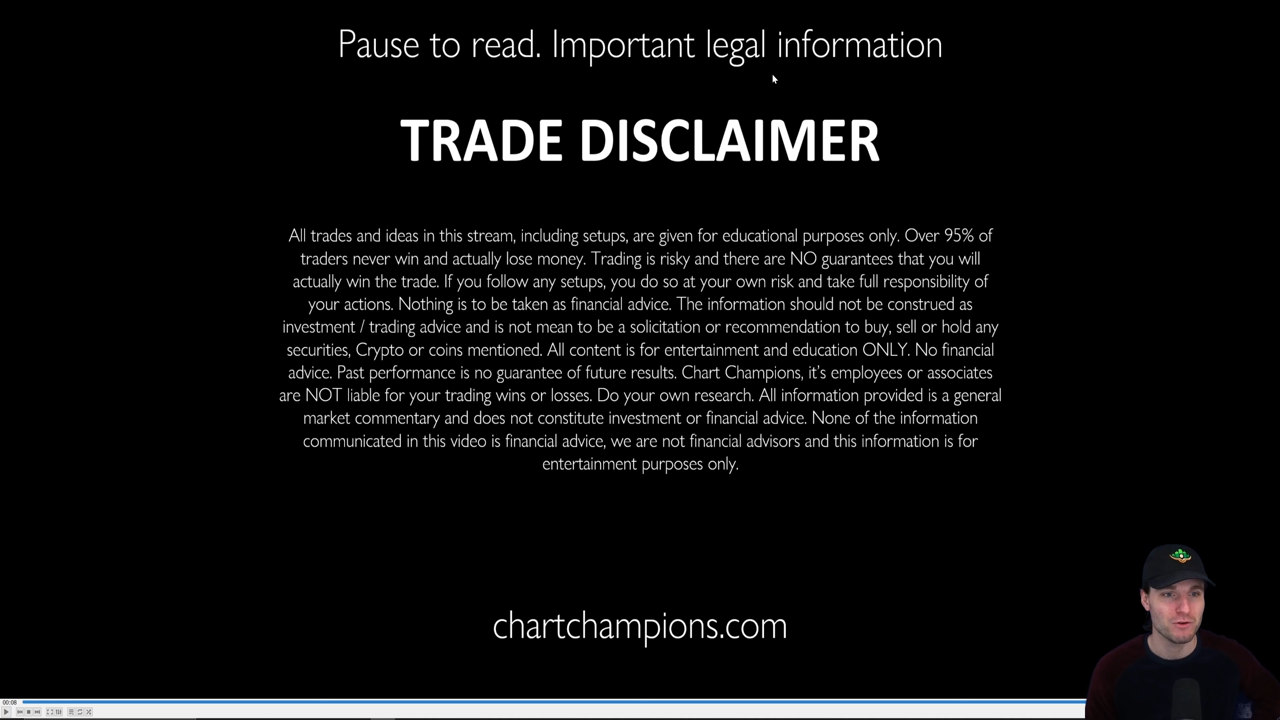 Pause to read. Important legal information
TRADE DISCLAIMER
All trades and ideas in this stream, including setups, are given for educational purposes only. Over 95% of
traders never win and actually lose money. Trading is risky and there are NO guarantees that you will
actually win the trade. If you follow any setups, you do so at your own risk and take full responsibility of
your actions. Nothing is to be taken as financial advice. The information should not be construed as
investment / trading advice and is not mean to be a solicitation or recommendation to buy, sell or hold any
securities, Crypto or coins mentioned. All content is for entertainment and education ONLY. No financial
advice. Past performance is no guarantee of future results. Chart Champions, it's employees or associates
are NOT liable for your trading wins or losses. Do your own research. All information provided is a general
market commentary and does not constitute investment or financial advice. None of the information
communicated in this video is financial advice, we are not financial advisors and this information is for
entertainment purposes only.
chartchampions.com
00:08